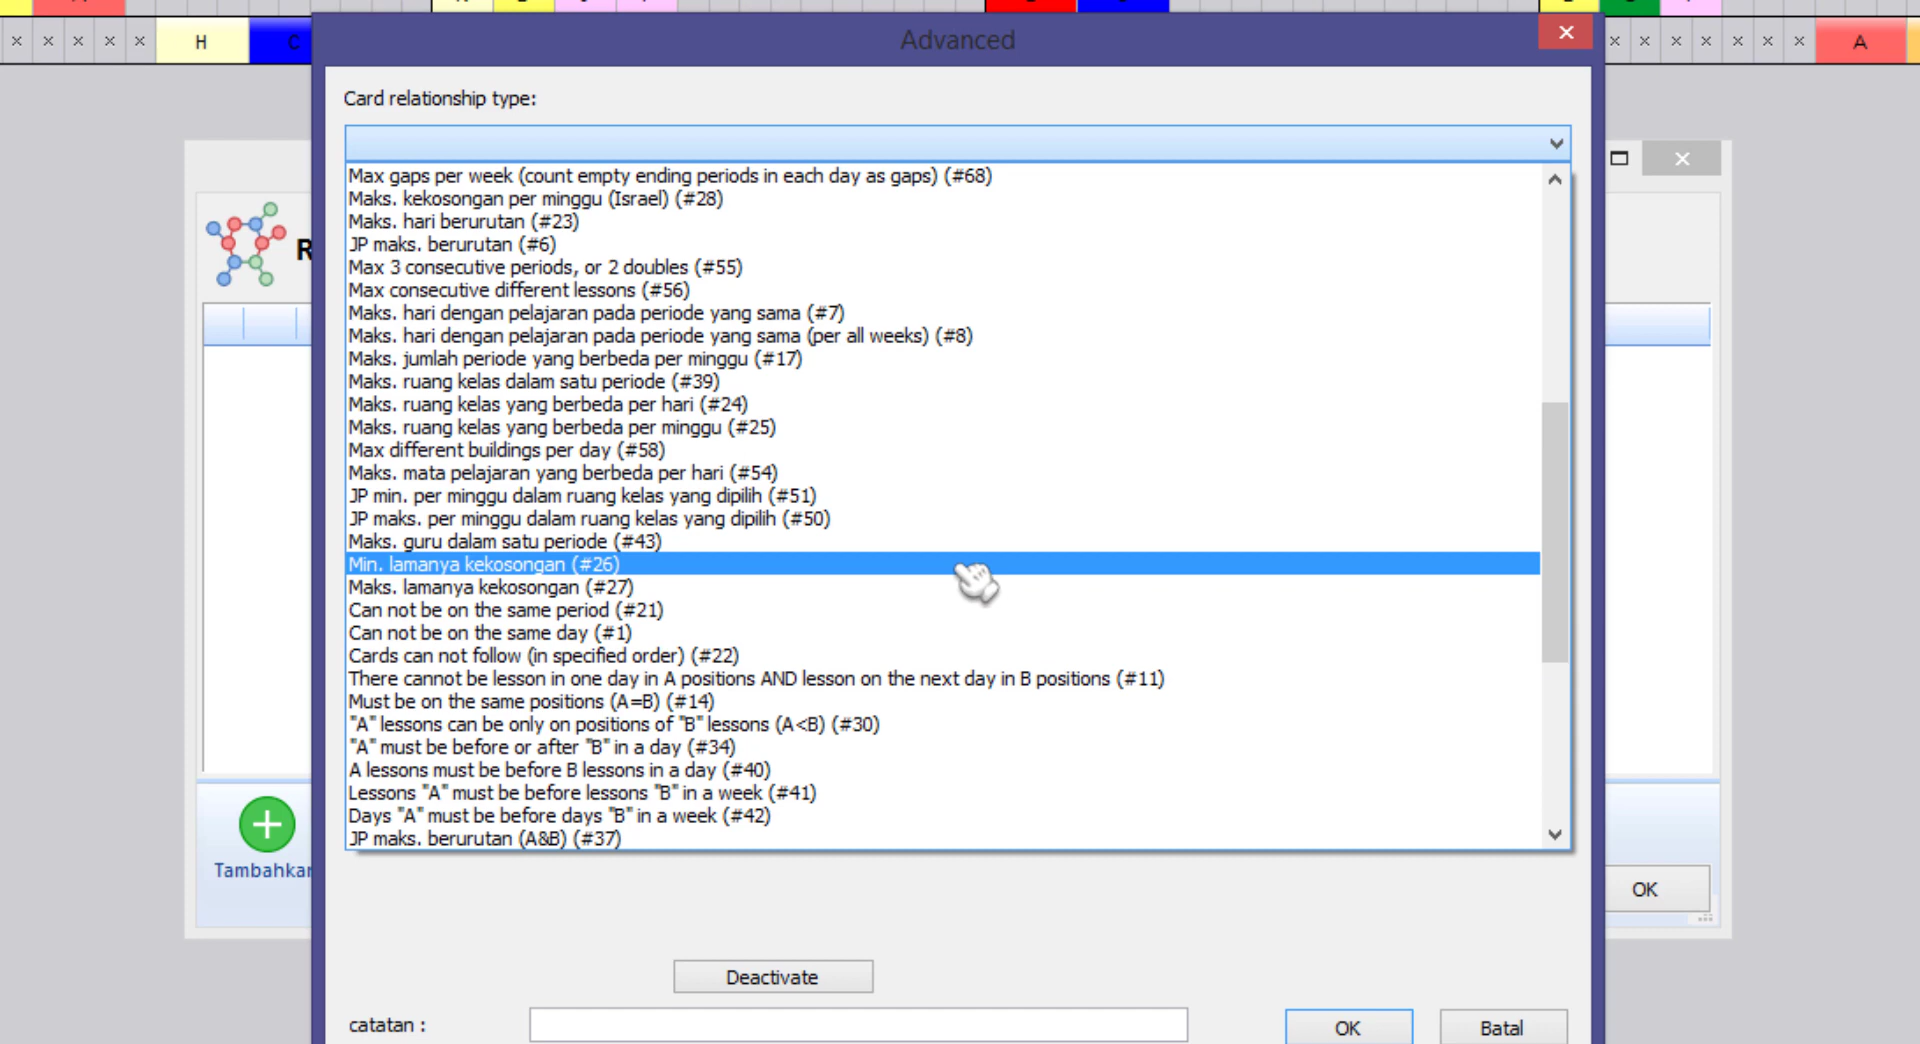 H
C
A
Advanced
Card relationship type:
Max gaps per week (count empty ending periods in each day as gaps) (#68)
Maks. kekosongan per minggu (Israel) (#28)
Maks. hari berurutan (#23)
JP maks. berurutan (#6)
Max 3 consecutive periods, or 2 doubles (#55)
Max consecutive different lessons (#56)
Maks. hari dengan pelajaran pada periode yang sama (#7)
Maks. hari dengan pelajaran pada periode yang sama (per all weeks) (#8)
Maks. jumlah periode yang berbeda per minggu (#17)
Maks. ruang kelas dalam satu periode (#39)
Maks. ruang kelas yang berbeda per hari (#24)
Maks. ruang kelas yang berbeda per minggu (#25)
Max different buildings per day (#58)
Maks. mata pelajaran yang berbeda per hari (#54)
JP min. per minggu dalam ruang kelas yang dipilih (#51)
JP maks. per minggu dalam ruang kelas yang dipilih (#50)
Maks. guru dalam satu periode (#43)
Min. lamanya kekosongan (#26)
Maks. lamanya kekosongan (#27)
Can not be on the same period (#21)
Can not be on the same day (#1)
Cards can not follow (in specified order) (#22)
There cannot be lesson in one day in A positions AND lesson on the next day in B positions (#11)
Must be on the same positions (A=B) (#14)
"A" lessons can be only on positions of "B" lessons (A<B) (#30)
"A" must be before or after "B" in a day (#34)
A lessons must be before B lessons in a day (#40)
Lessons "A" must be before lessons "B" in a week (#41)
Days "A" must be before days "B" in a week (#42)
JP maks. berurutan (A&B) (#37)
R
Tambahkan
OK
Deactivate
catatan :
OK
Batal